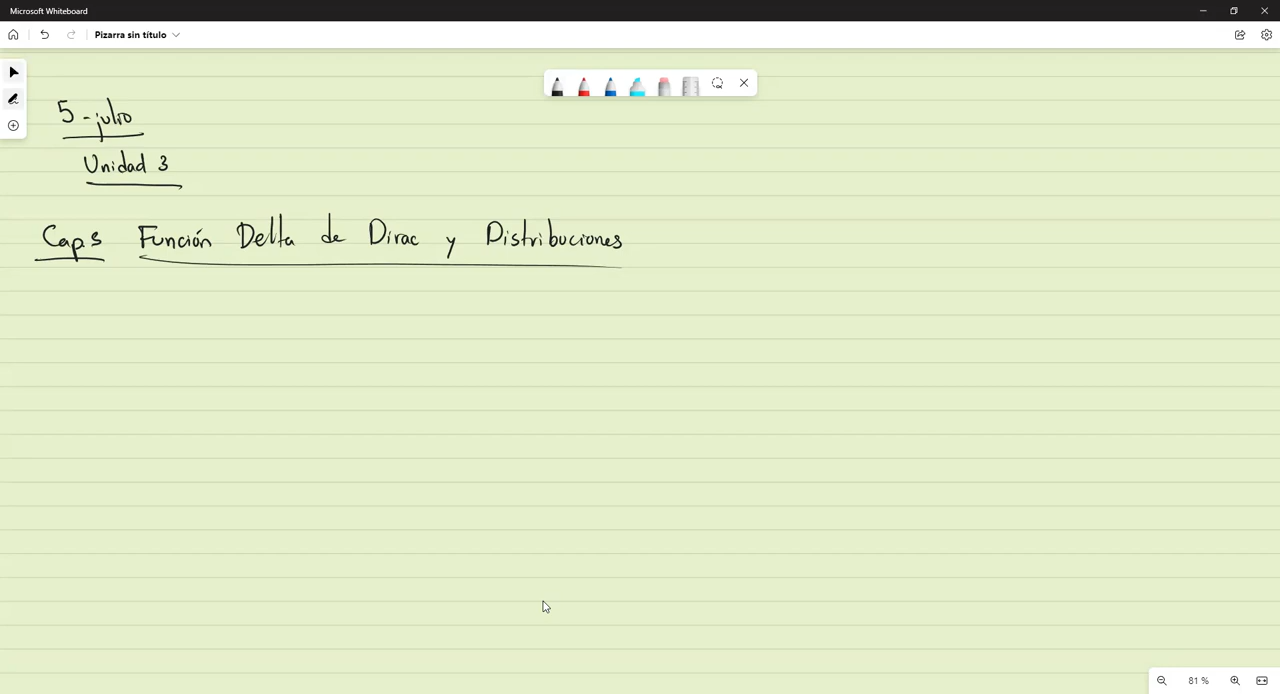 Microsoft Whiteboard
Pizarra sin título
5 - julio
Unidad 3
Cap 5 Función Delta de Dirac y Distribuciones
81 %